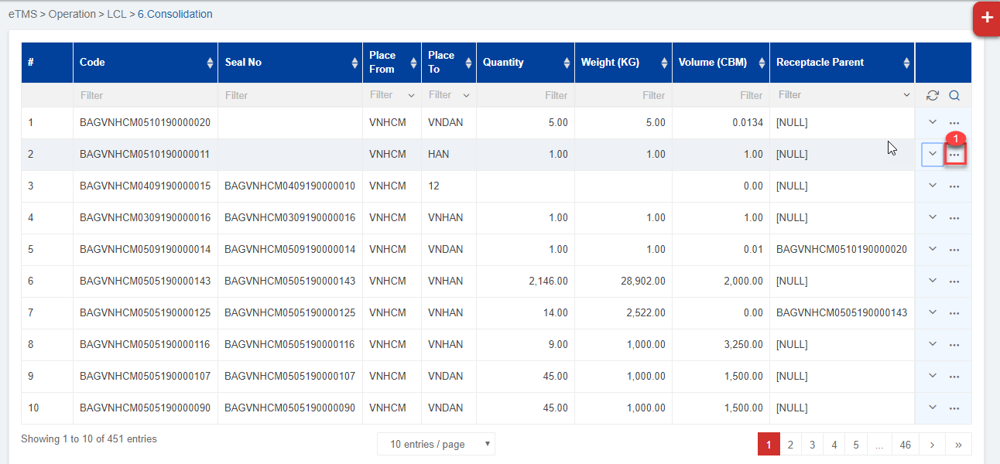 eTMS > Operation > LCL > 6.Consolidation
+
# Code Seal No Place From Place To Quantity Weight (KG) Volume (CBM) Receptacle Parent
Filter Filter Filter Filter Filter Filter Filter Filter
1 BAGVNHCM0510190000020 VNHCM VNDAN 5.00 5.00 0.0134 [NULL] ...
1
2 BAGVNHCM0510190000011 VNHCM HAN 1.00 1.00 1.00 [NULL] ...
3 BAGVNHCM0409190000015 BAGVNHCM0409190000010 VNHCM 12 0.00 [NULL] ...
4 BAGVNHCM0309190000016 BAGVNHCM0309190000016 VNHCM VNHAN 1.00 1.00 1.00 [NULL] ...
5 BAGVNHCM0509190000014 BAGVNHCM0509190000014 VNHCM VNDAN 1.00 1.00 0.01 BAGVNHCM0510190000020 ...
6 BAGVNHCM0505190000143 BAGVNHCM0505190000143 VNHCM VNHAN 2,146.00 28,902.00 2,000.00 [NULL] ...
7 BAGVNHCM0505190000125 BAGVNHCM0505190000125 VNHCM VNHAN 14.00 2,522.00 0.00 BAGVNHCM0505190000143 ...
8 BAGVNHCM0505190000116 BAGVNHCM0505190000116 VNHCM VNHAN 9.00 1,000.00 3,250.00 [NULL] ...
9 BAGVNHCM0505190000107 BAGVNHCM0505190000107 VNHCM VNDAN 45.00 1,000.00 1,500.00 [NULL] ...
10 BAGVNHCM0505190000090 BAGVNHCM0505190000090 VNHCM VNDAN 45.00 1,000.00 1,500.00 [NULL] ...
Showing 1 to 10 of 451 entries 10 entries / page 1 2 3 4 5 ... 46 › »